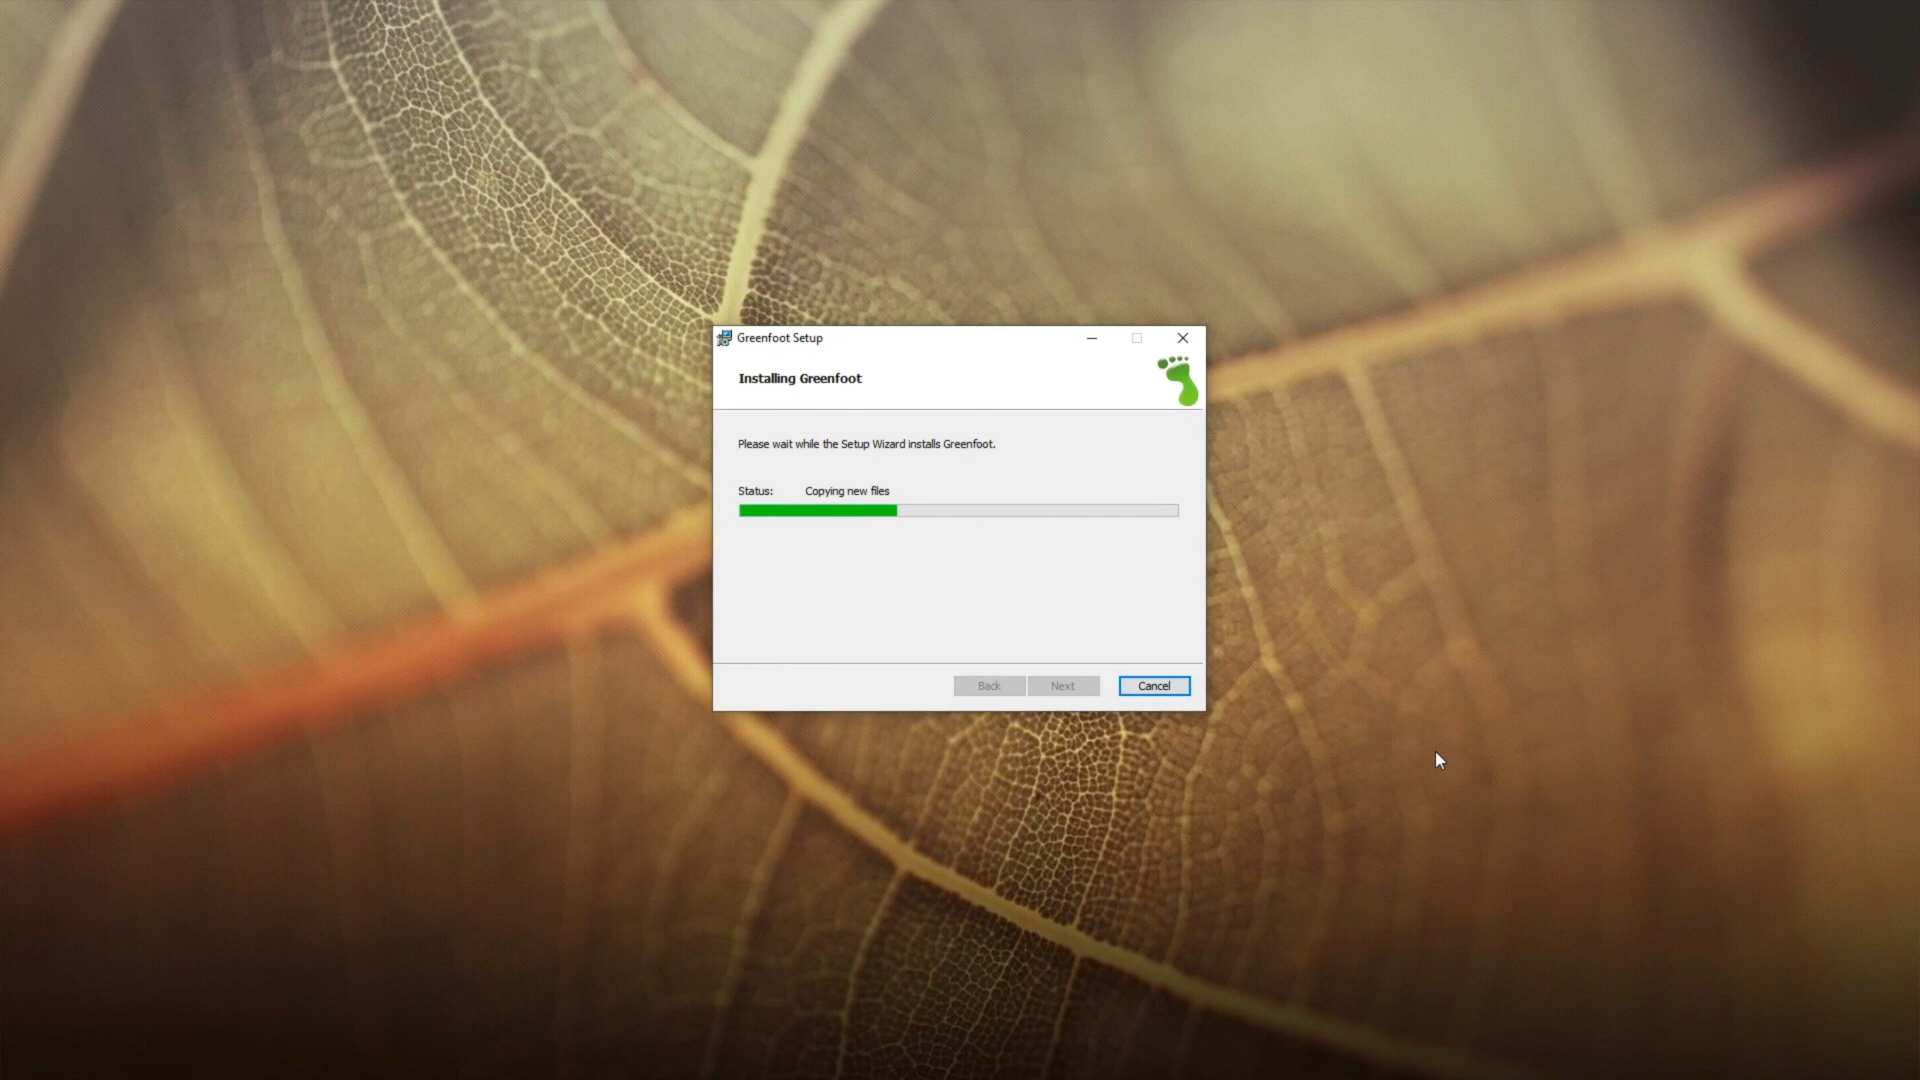 Greenfoot Setup
Installing Greenfoot
Please wait while the Setup Wizard installs Greenfoot.
Status: Copying new files
Back Next Cancel